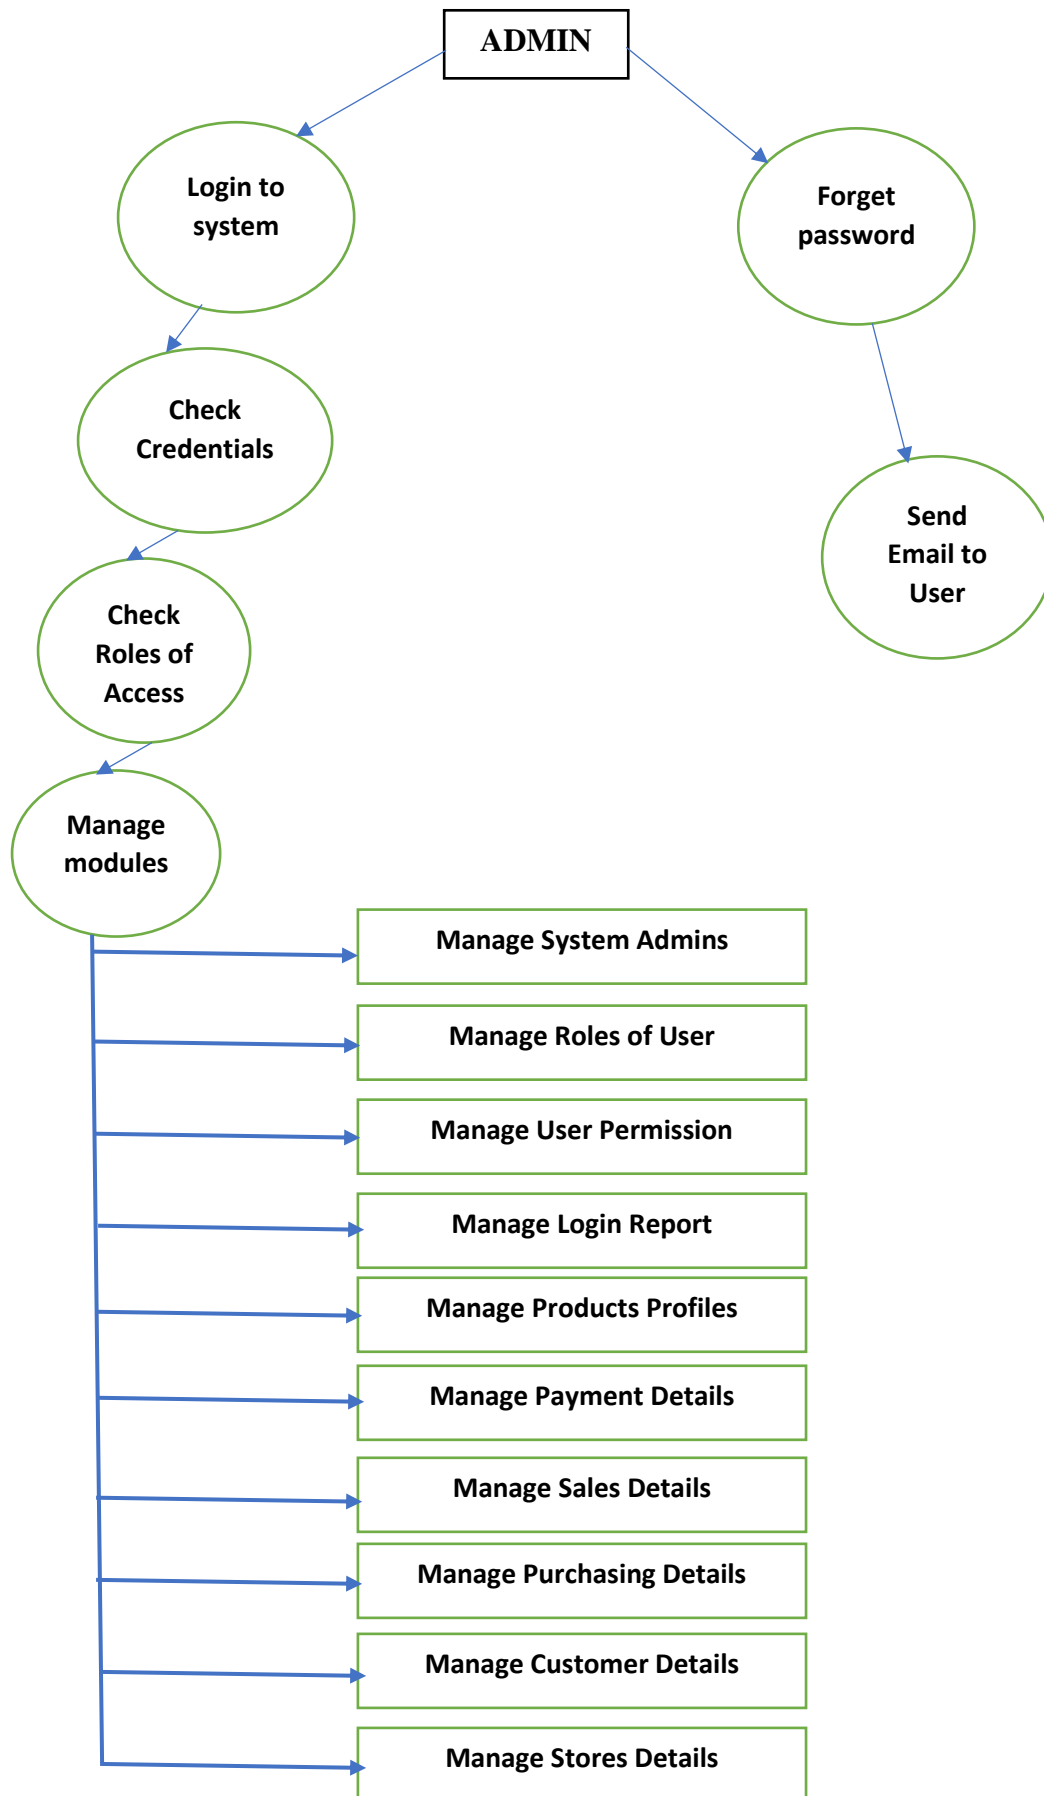 ADMIN
Login to
system
Forget
password
Check
Credentials
Send
Email to
User
Check
Roles of
Access
Manage
modules
Manage System Admins
Manage Roles of User
Manage User Permission
Manage Login Report
Manage Products Profiles
Manage Payment Details
Manage Sales Details
Manage Purchasing Details
Manage Customer Details
Manage Stores Details